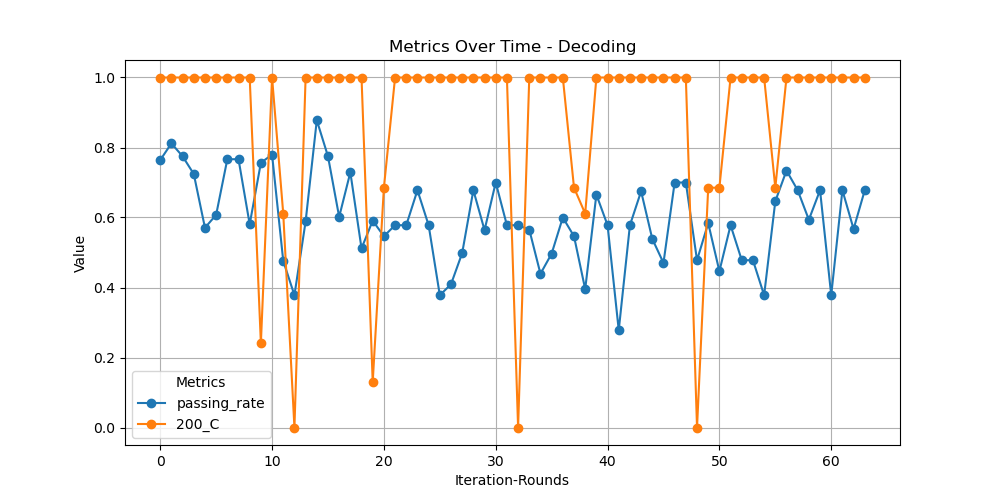 Metrics Over Time - Decoding
Value
1.0
0.8
0.6
0.4
0.2
0.0
Metrics
passing_rate
200_C
0 10 20 30 40 50 60
Iteration-Rounds